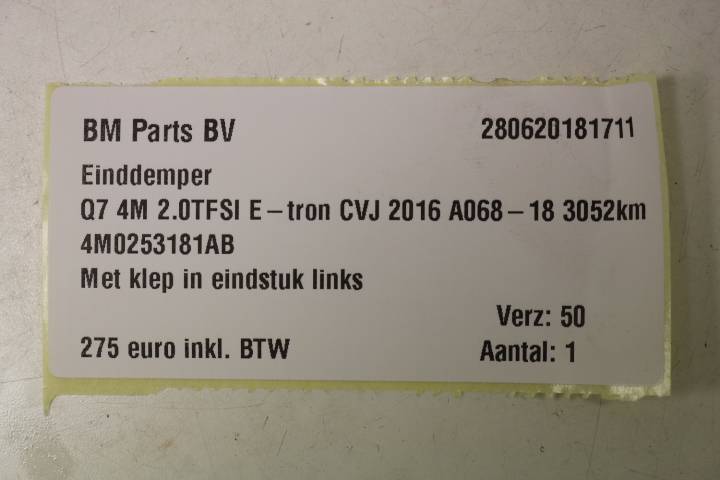 BM Parts BV 280620181711
Einddemper
Q7 4M 2.0TFSI E-tron CVJ 2016 A068-18 3052km
4M0253181AB
Met klep in eindstuk links
Verz: 50
275 euro inkl. BTW Aantal: 1